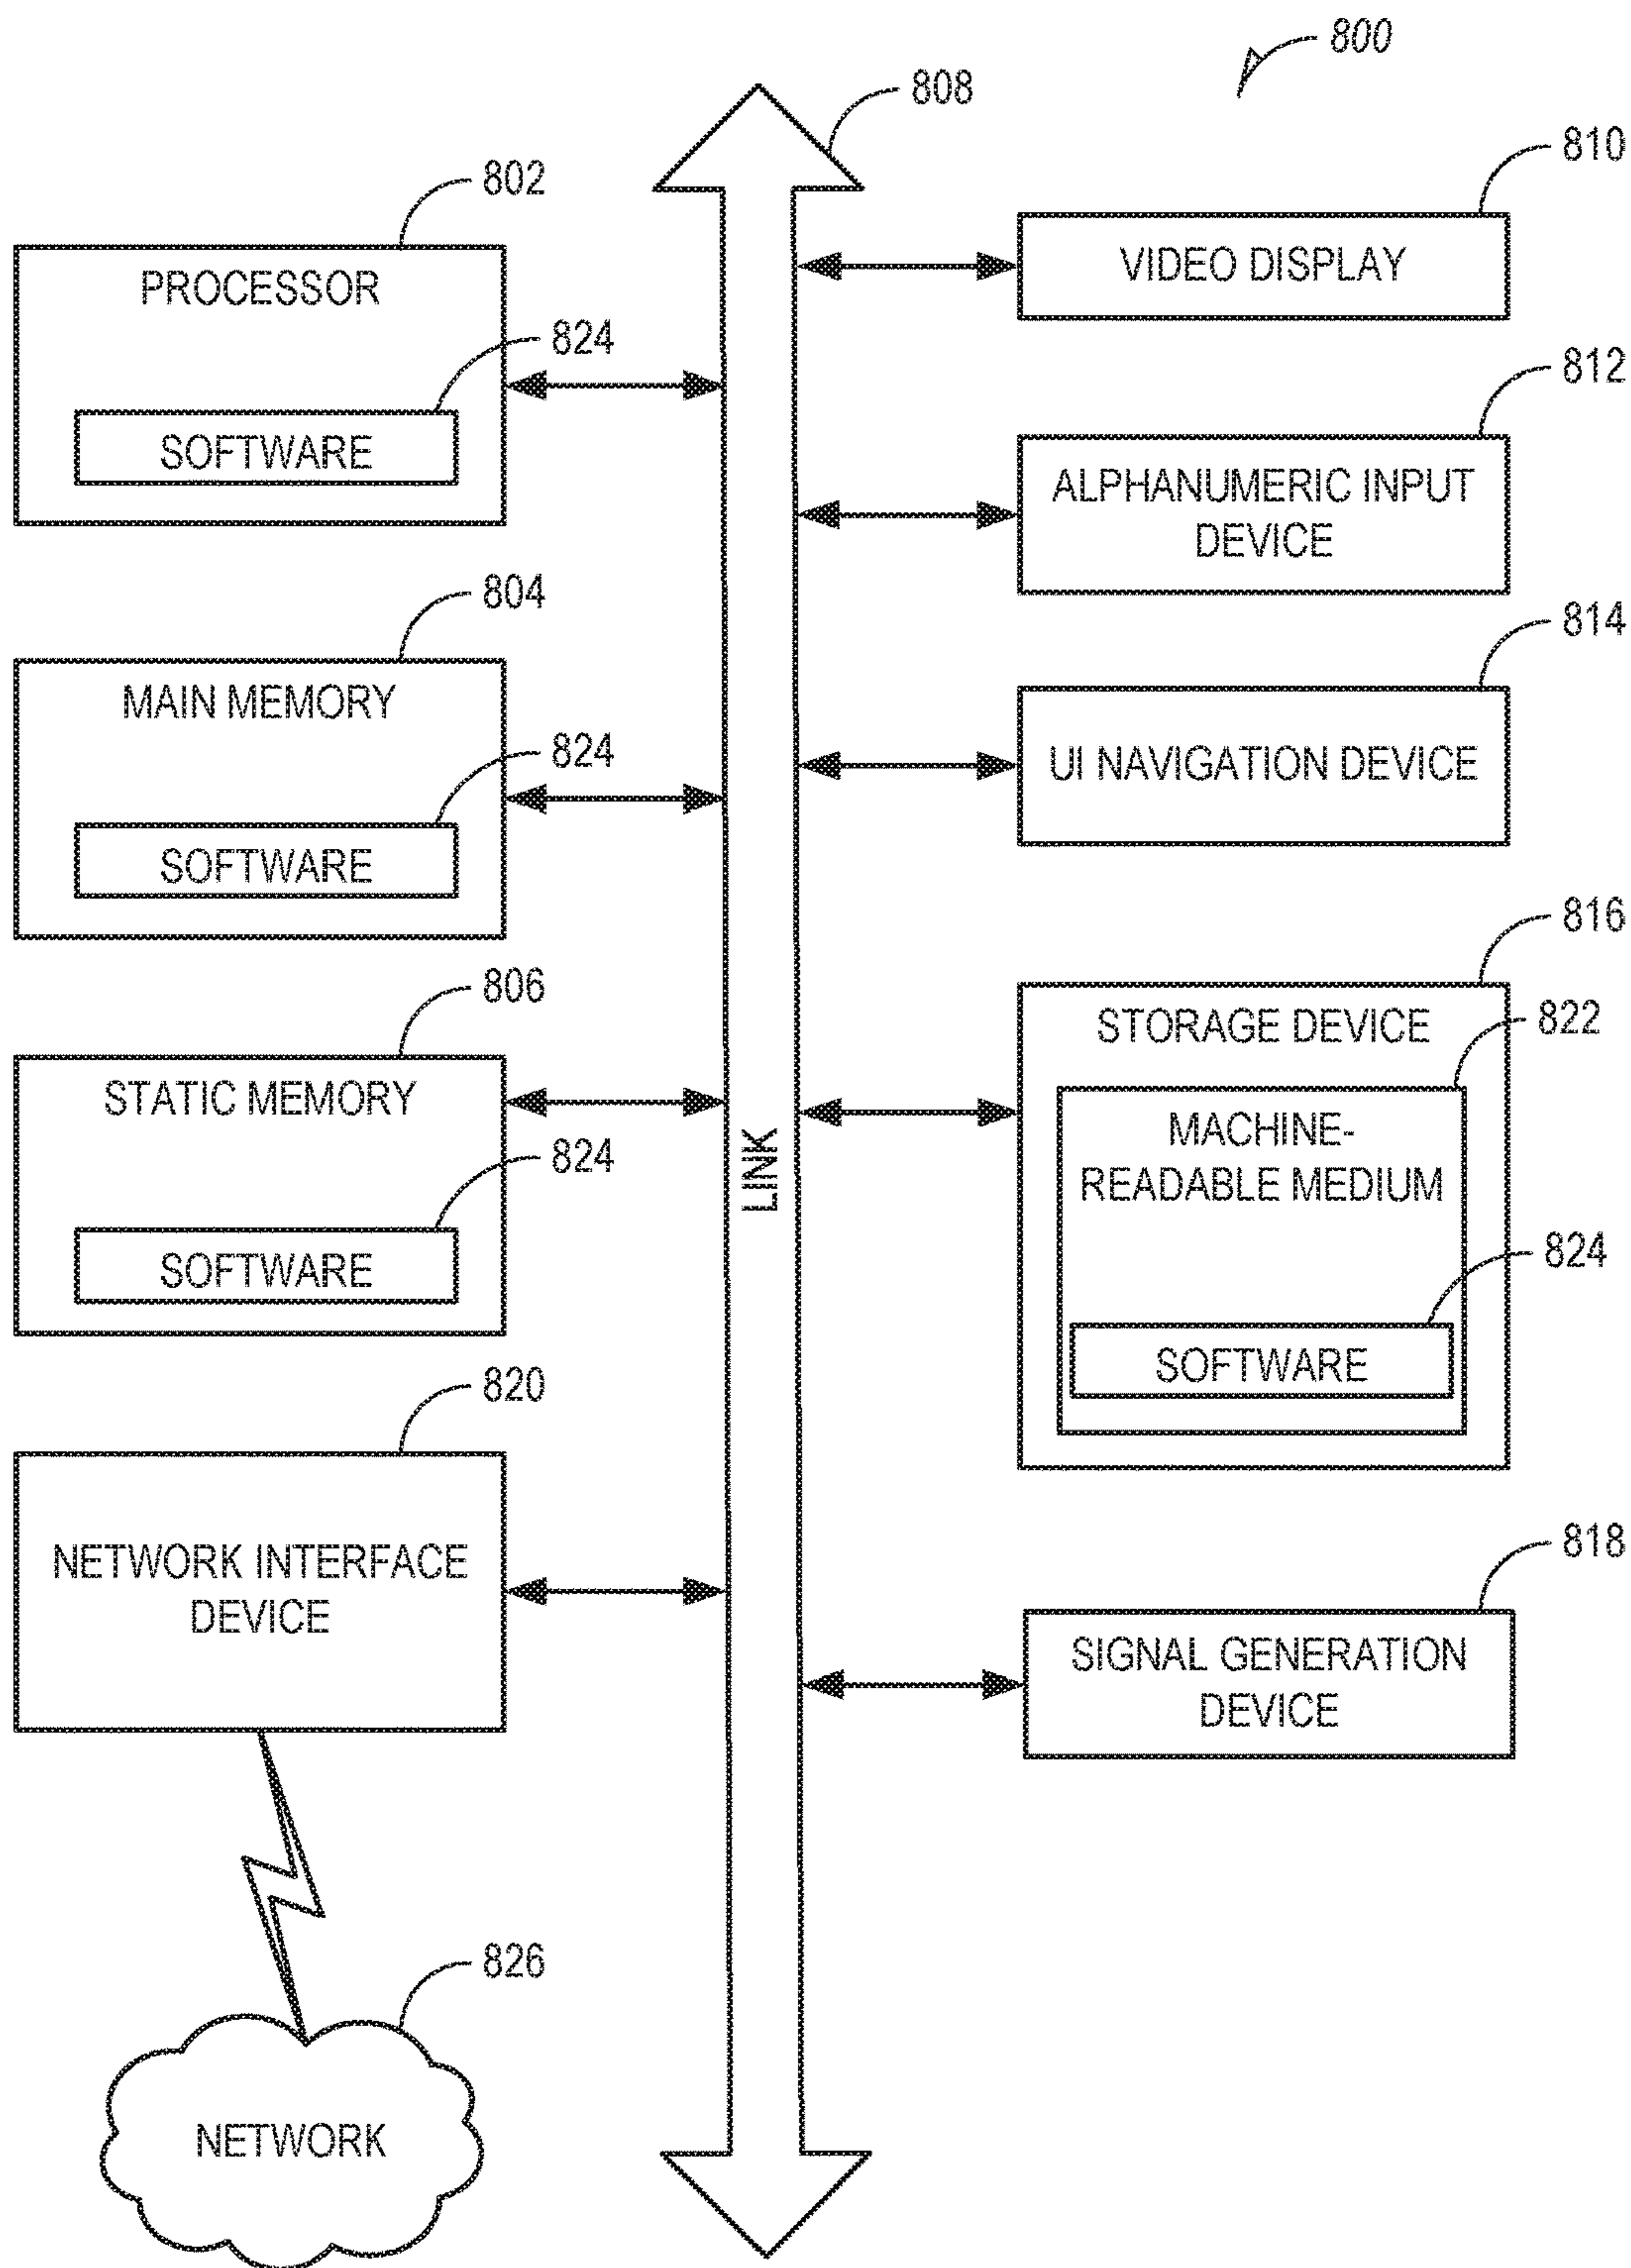 800
808
802
PROCESSOR
824
SOFTWARE
804
MAIN MEMORY
824
SOFTWARE
806
STATIC MEMORY
824
SOFTWARE
820
NETWORK INTERFACE
DEVICE
826
NETWORK
LINK
810
VIDEO DISPLAY
812
ALPHANUMERIC INPUT
DEVICE
814
UI NAVIGATION DEVICE
816
STORAGE DEVICE
822
MACHINE-
READABLE MEDIUM
824
SOFTWARE
818
SIGNAL GENERATION
DEVICE